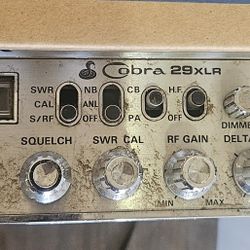 Cobra 29XLR
SWR NB CB H.F.
CAL ANL
S/RF OFF PA OFF
DIMME
SQUELCH SWR CAL RF GAIN DELTA
MIN MAX